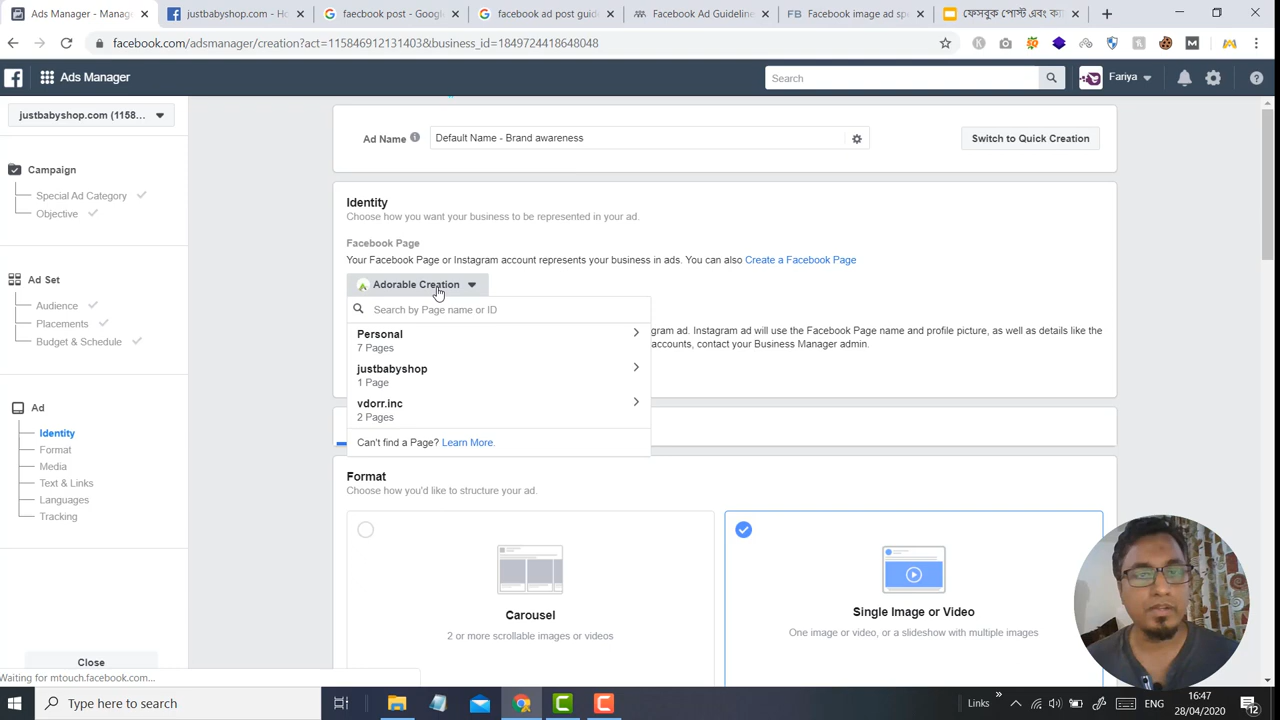 Ads Manager - Manage
justbabyshop.com - Ho
faecbook post - Google
facebook ad post guide
Facebook Ad Guideline
Facebook image ad sp
ফেসবুক পোস্ট এবং ক্যা
facebook.com/adsmanager/creation?act=1158469121131403&business_id=1849724418648048
Ads Manager
Search
Fariya
justbabyshop.com (1158...
Campaign
Special Ad Category
Objective
Ad Set
Audience
Placements
Budget & Schedule
Ad
Identity
Format
Media
Text & Links
Languages
Tracking
Close
Ad Name
Default Name - Brand awareness
Switch to Quick Creation
Identity
Choose how you want your business to be represented in your ad.
Facebook Page
Your Facebook Page or Instagram account represents your business in ads. You can also Create a Facebook Page
Adorable Creation
Search by Page name or ID
Personal
7 Pages
justbabyshop
1 Page
vdorr.inc
2 Pages
Can't find a Page? Learn More.
gram ad. Instagram ad will use the Facebook Page name and profile picture, as well as details like the
accounts, contact your Business Manager admin.
Format
Choose how you'd like to structure your ad.
Carousel
2 or more scrollable images or videos
Single Image or Video
One image or video, or a slideshow with multiple images
Waiting for mtouch.facebook.com...
Type here to search
Links
ENG
16:47
28/04/2020
12